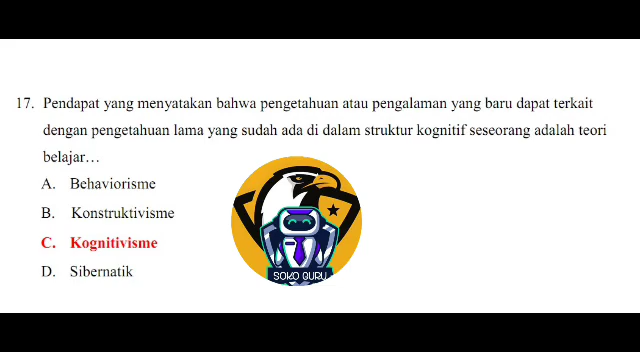 17. Pendapat yang menyatakan bahwa pengetahuan atau pengalaman yang baru dapat terkait
dengan pengetahuan lama yang sudah ada di dalam struktur kognitif seseorang adalah teori
belajar…
A. Behaviorisme
B. Konstruktivisme
C. Kognitivisme
D. Sibernatik
SOKO GURU